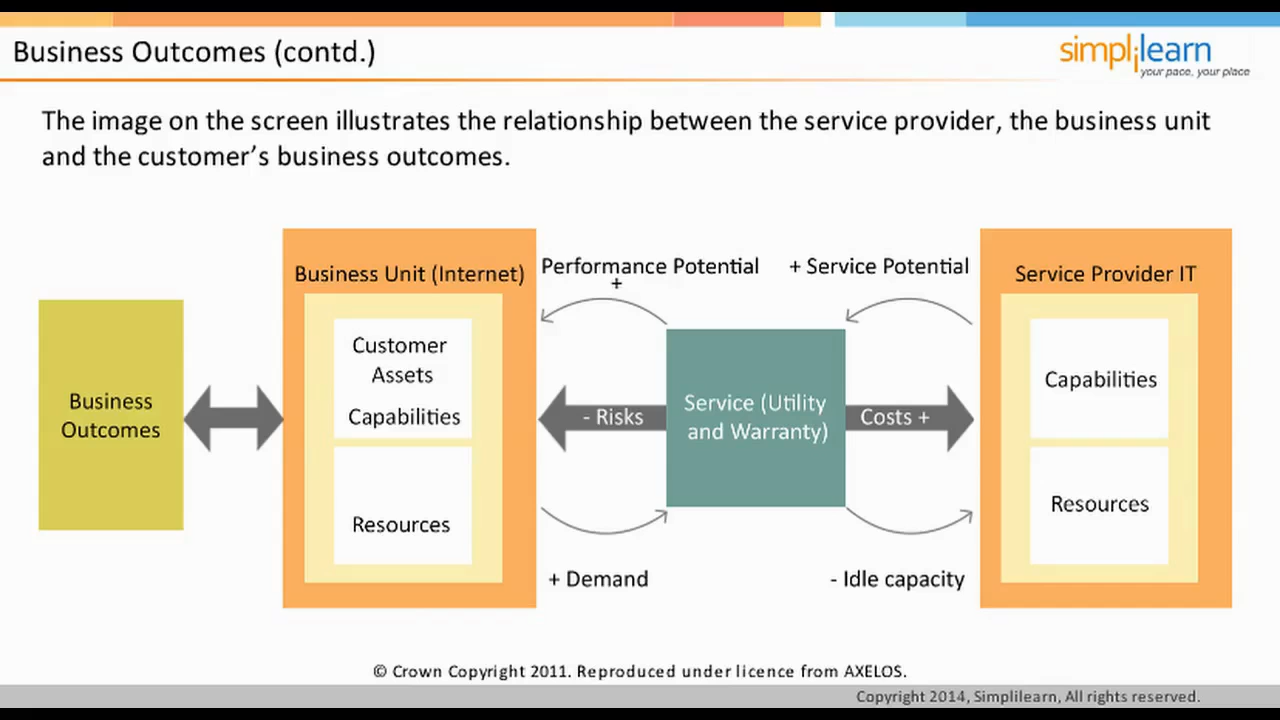 Business Outcomes (contd.)
simplilearn
your pace, your place
The image on the screen illustrates the relationship between the service provider, the business unit
and the customer’s business outcomes.
Business
Outcomes
Business Unit (Internet)
Customer
Assets
Capabilities
Resources
Performance Potential
+
- Risks
+ Demand
Service (Utility
and Warranty)
+ Service Potential
Costs +
- Idle capacity
Service Provider IT
Capabilities
Resources
© Crown Copyright 2011. Reproduced under licence from AXELOS.
Copyright 2014, Simplilearn, All rights reserved.